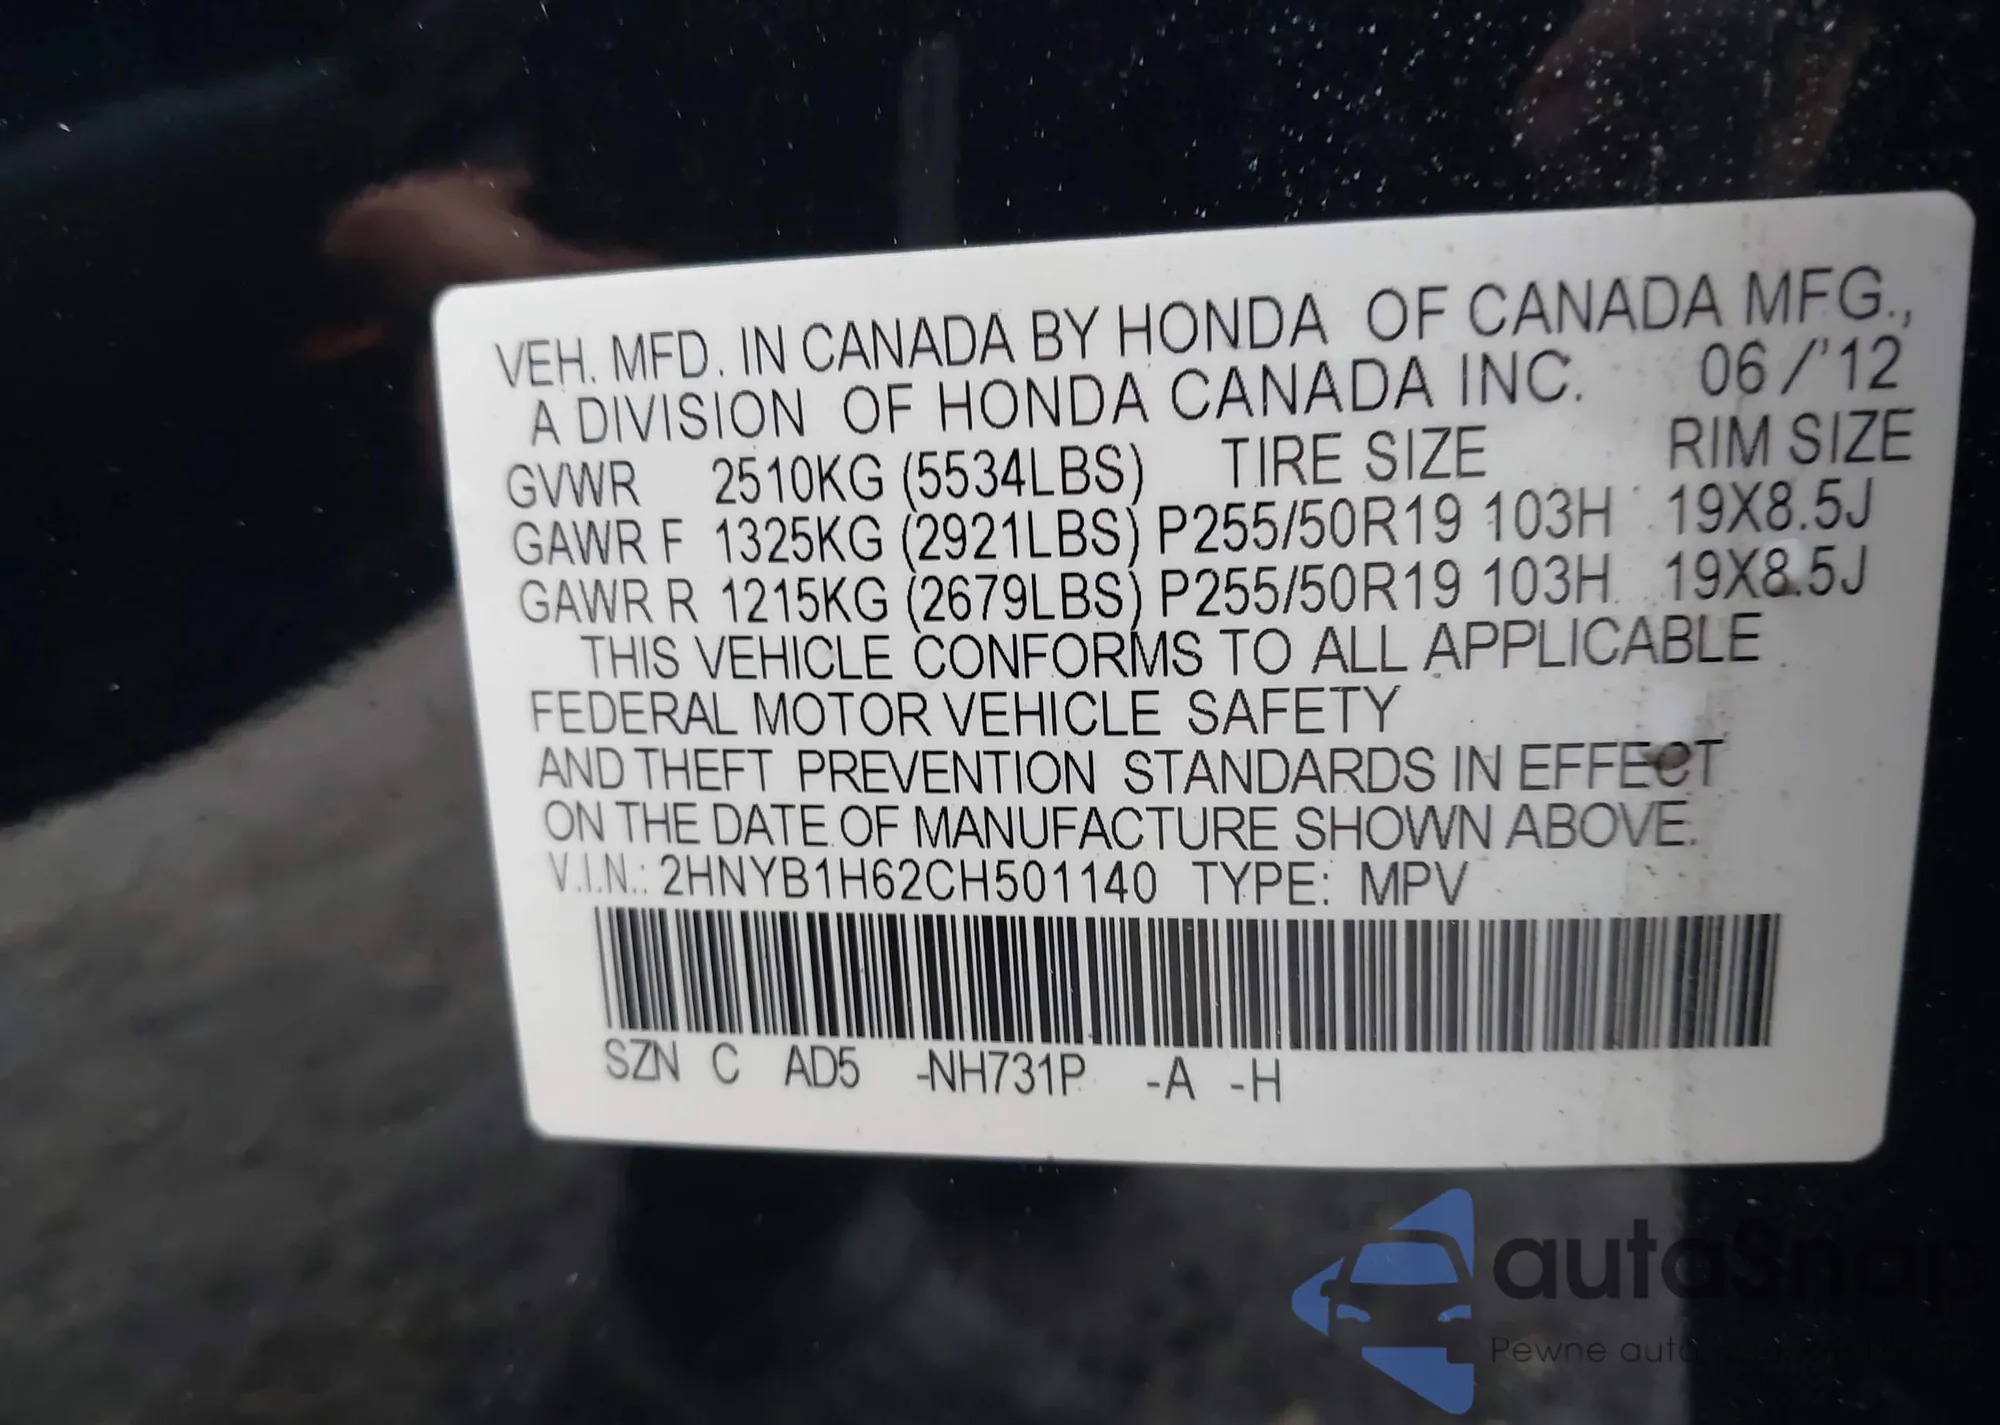 VEH. MFD. IN CANADA BY HONDA OF CANADA MFG.,
A DIVISION OF HONDA CANADA INC. 06/'12
GVWR 2510KG (5534LBS) TIRE SIZE RIM SIZE
GAWR F 1325KG (2921LBS) P255/50R19 103H 19X8.5J
GAWR R 1215KG (2679LBS) P255/50R19 103H 19X8.5J
THIS VEHICLE CONFORMS TO ALL APPLICABLE
FEDERAL MOTOR VEHICLE SAFETY
AND THEFT PREVENTION STANDARDS IN EFFECT
ON THE DATE OF MANUFACTURE SHOWN ABOVE.
V.I.N.: 2HNYB1H62CH501140 TYPE: MPV
SZN C AD5 -NH731P -A -H
autaSnap
Pewne auta